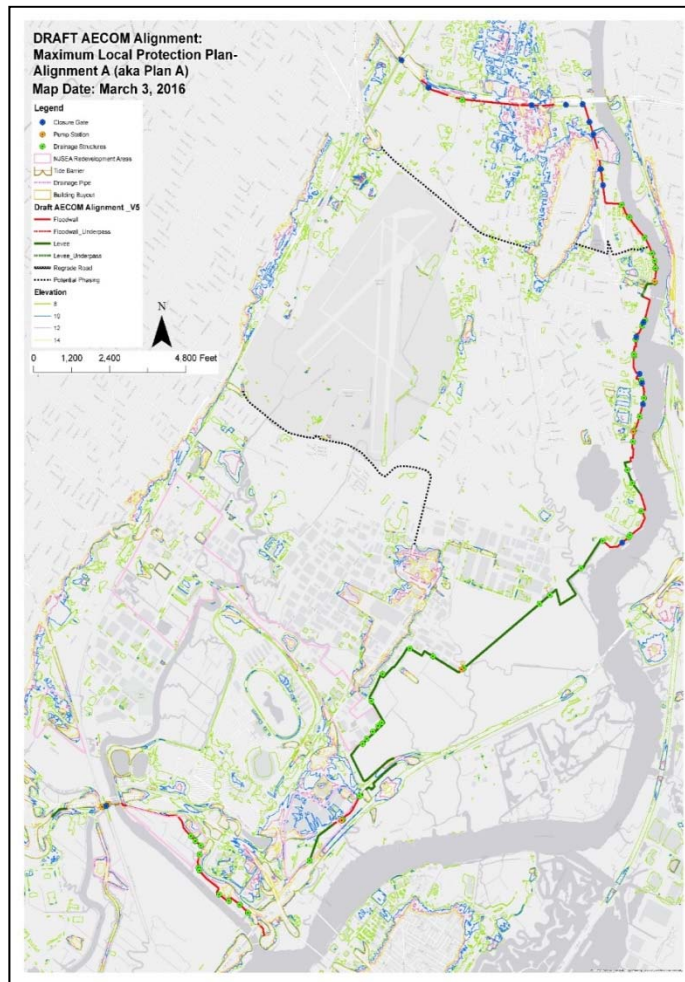 DRAFT AECOM Alignment:
Maximum Local Protection Plan-
Alignment A (aka Plan A)
Map Date: March 3, 2016
Legend
Closure Gate
Pump Station
Drainage Structures
NJSEA Redevelopment Areas
Tide Barrier
Drainage Pipe
Building Buyout
Draft AECOM Alignment _V5
Floodwall
Floodwall_Underpass
Levee
Levee_Underpass
Regrade Road
Potential Phasing
Elevation
8
10
12
14
N
0 1,200 2,400 4,800 Feet